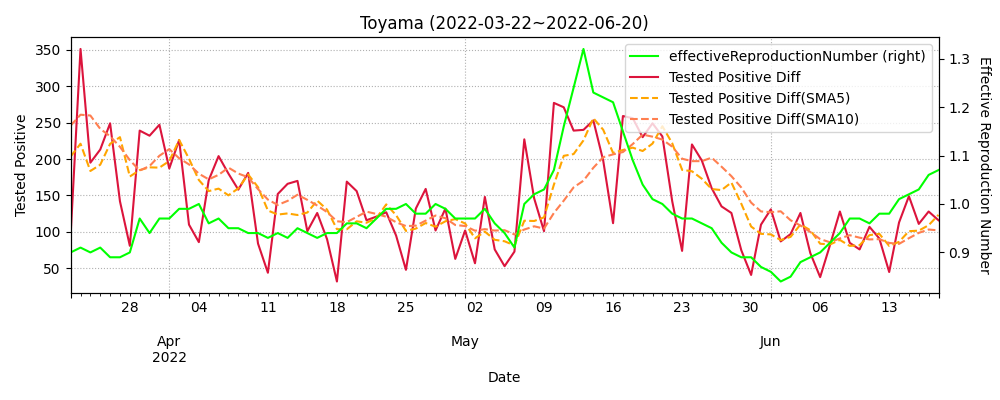 Toyama (2022-03-22~2022-06-20)
effectiveReproductionNumber (right)
Tested Positive Diff
Tested Positive Diff(SMA5)
Tested Positive Diff(SMA10)
Tested Positive
350
300
250
200
150
100
50
1.3
1.2
1.1
1.0
0.9
Effective Reproduction Number
28 04 11 18 25 02 09 16 23 30 06 13
Apr May Jun
2022
Date